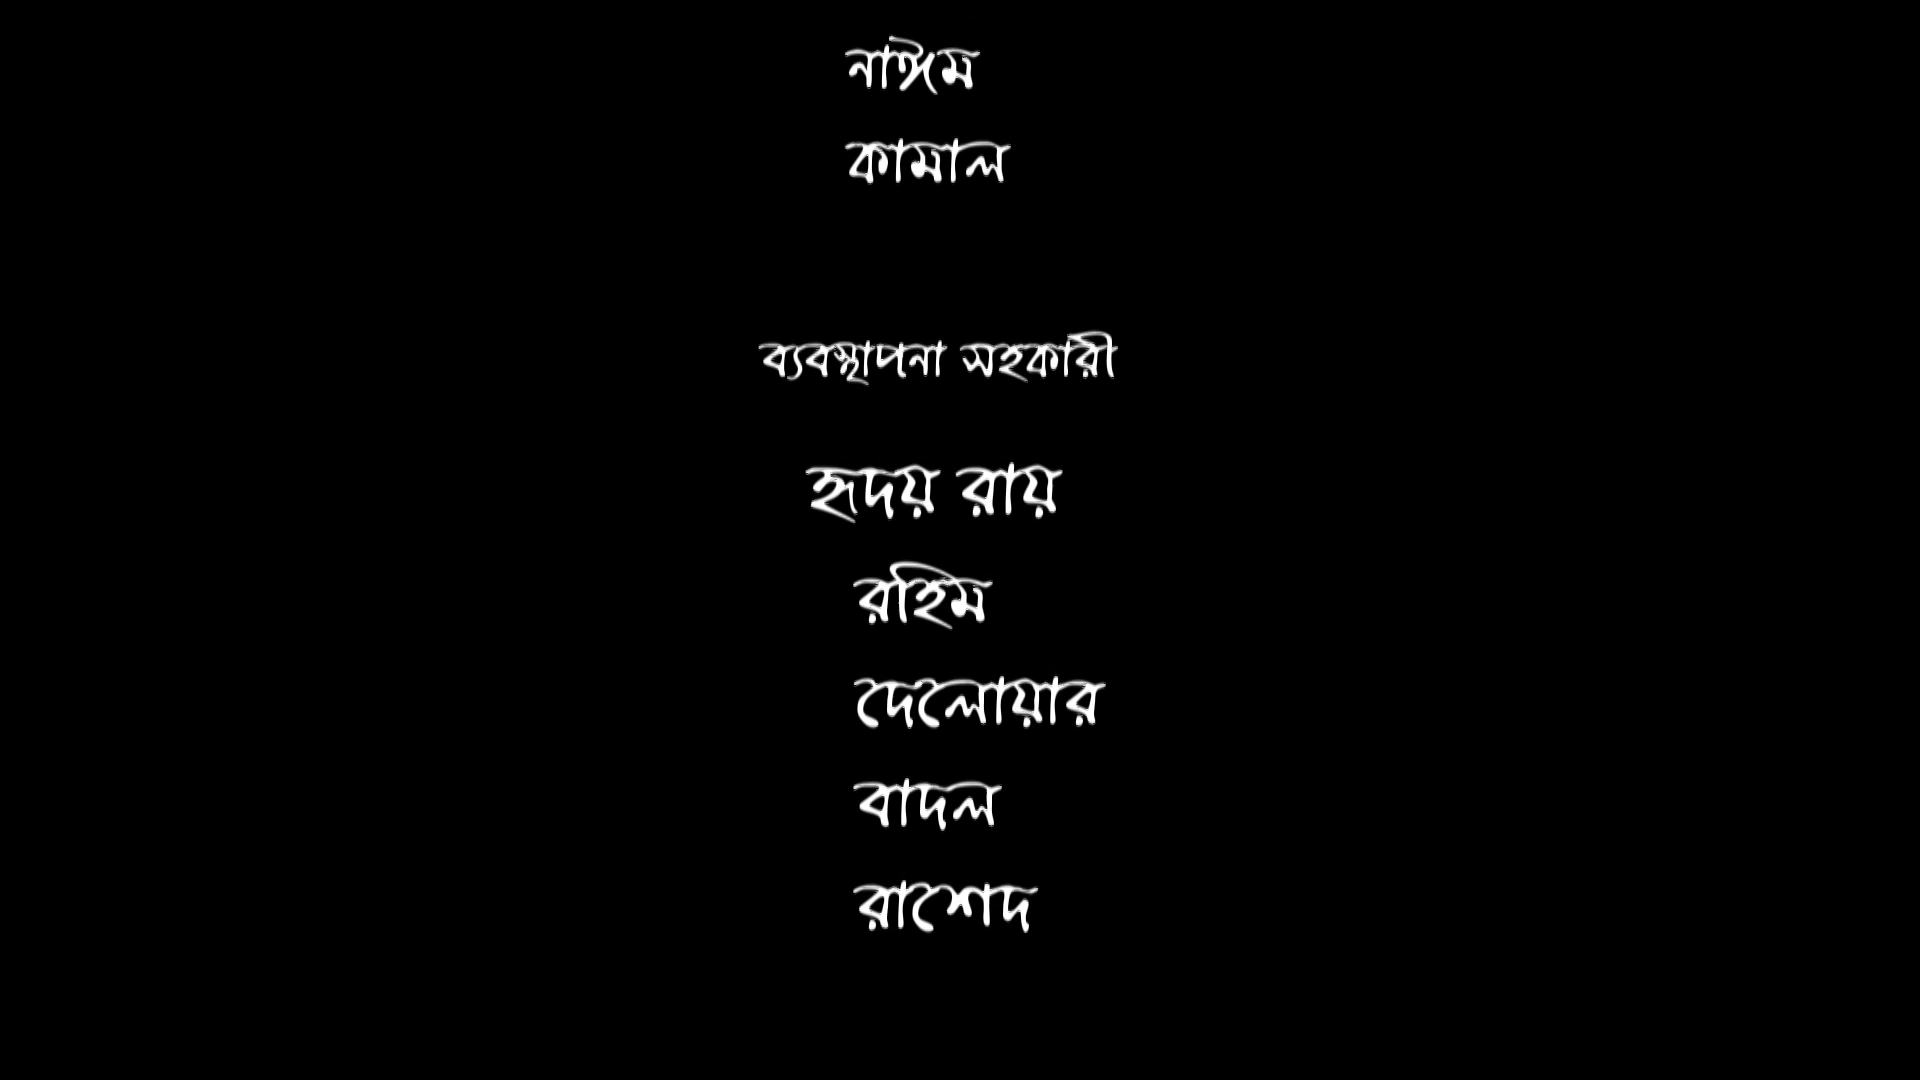 নাঈম
কামাল
ব্যবস্থাপনা সহকারী
হৃদয় রায়
রহিম
দেলোয়ার
বাদল
রাশেদ